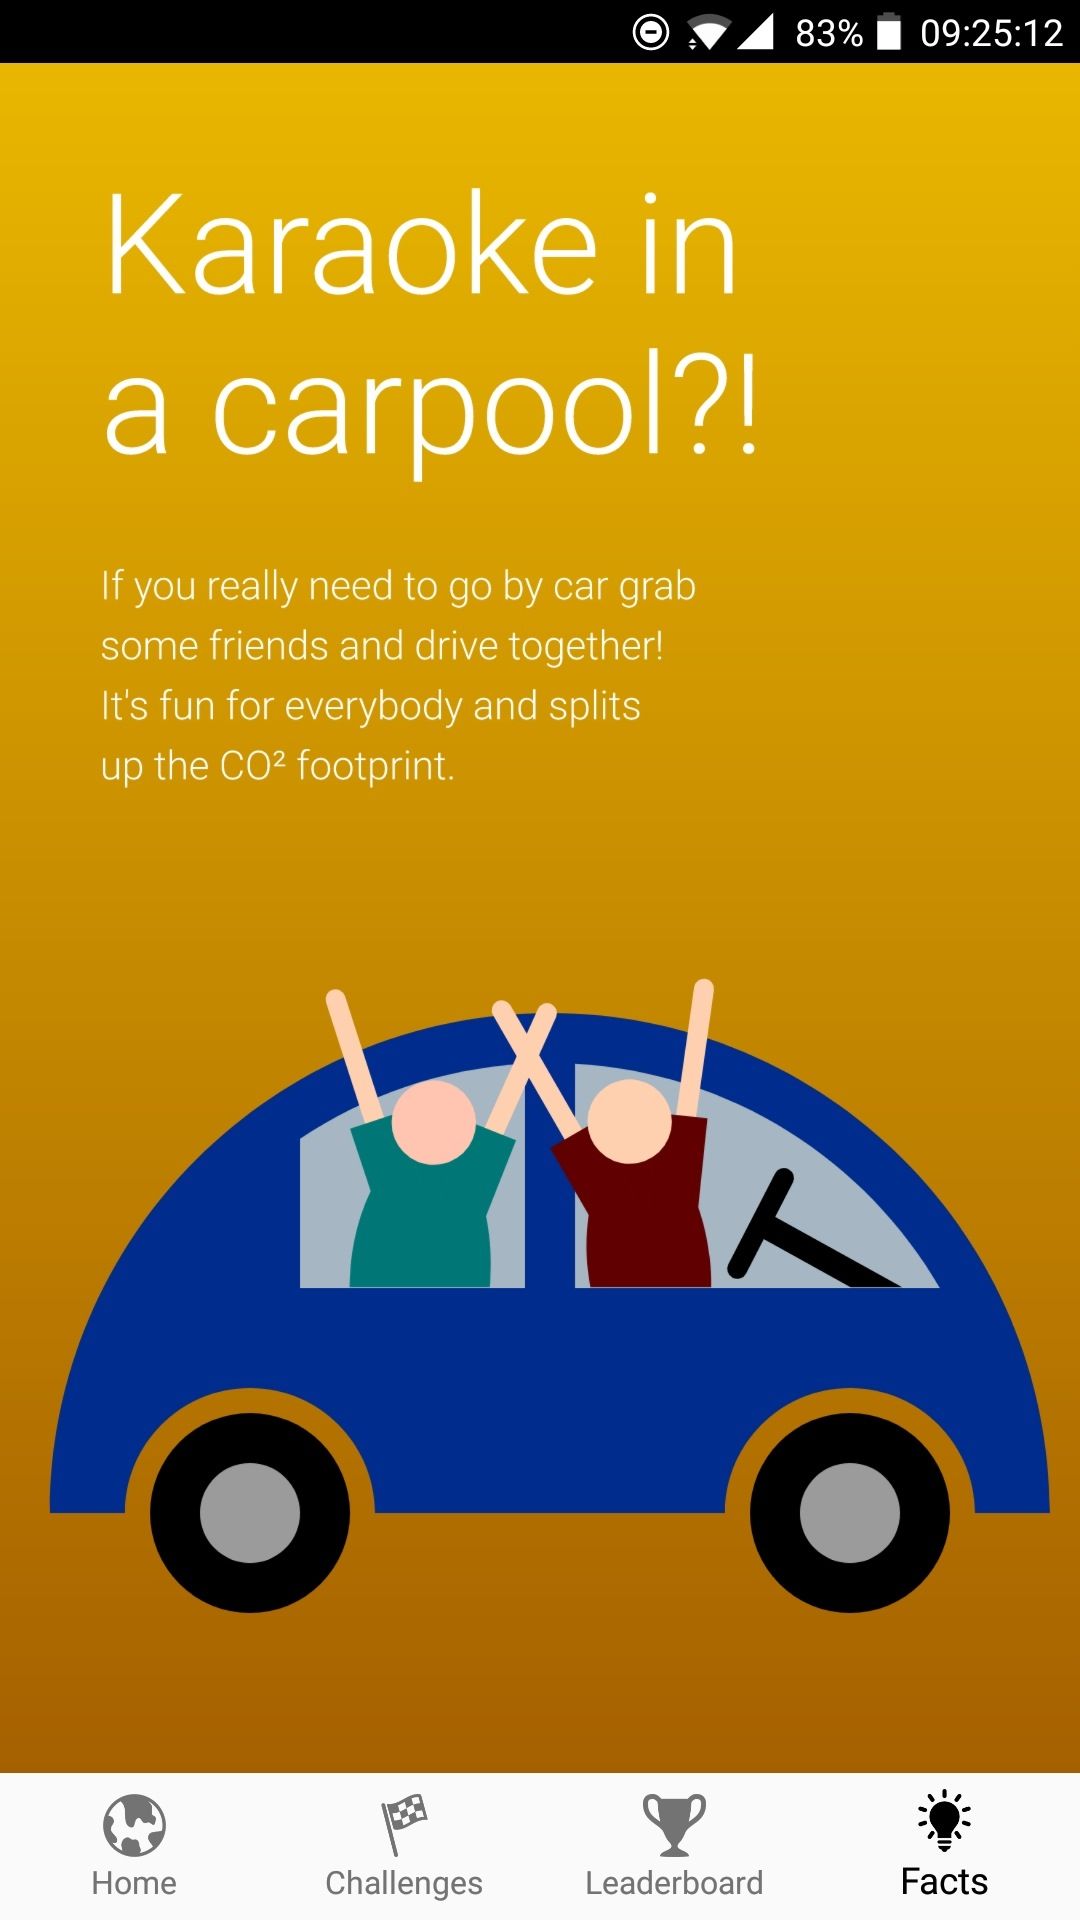 83% 09:25:12
Karaoke in
a carpool?!
If you really need to go by car grab
some friends and drive together!
It's fun for everybody and splits
up the CO² footprint.
Home Challenges Leaderboard Facts